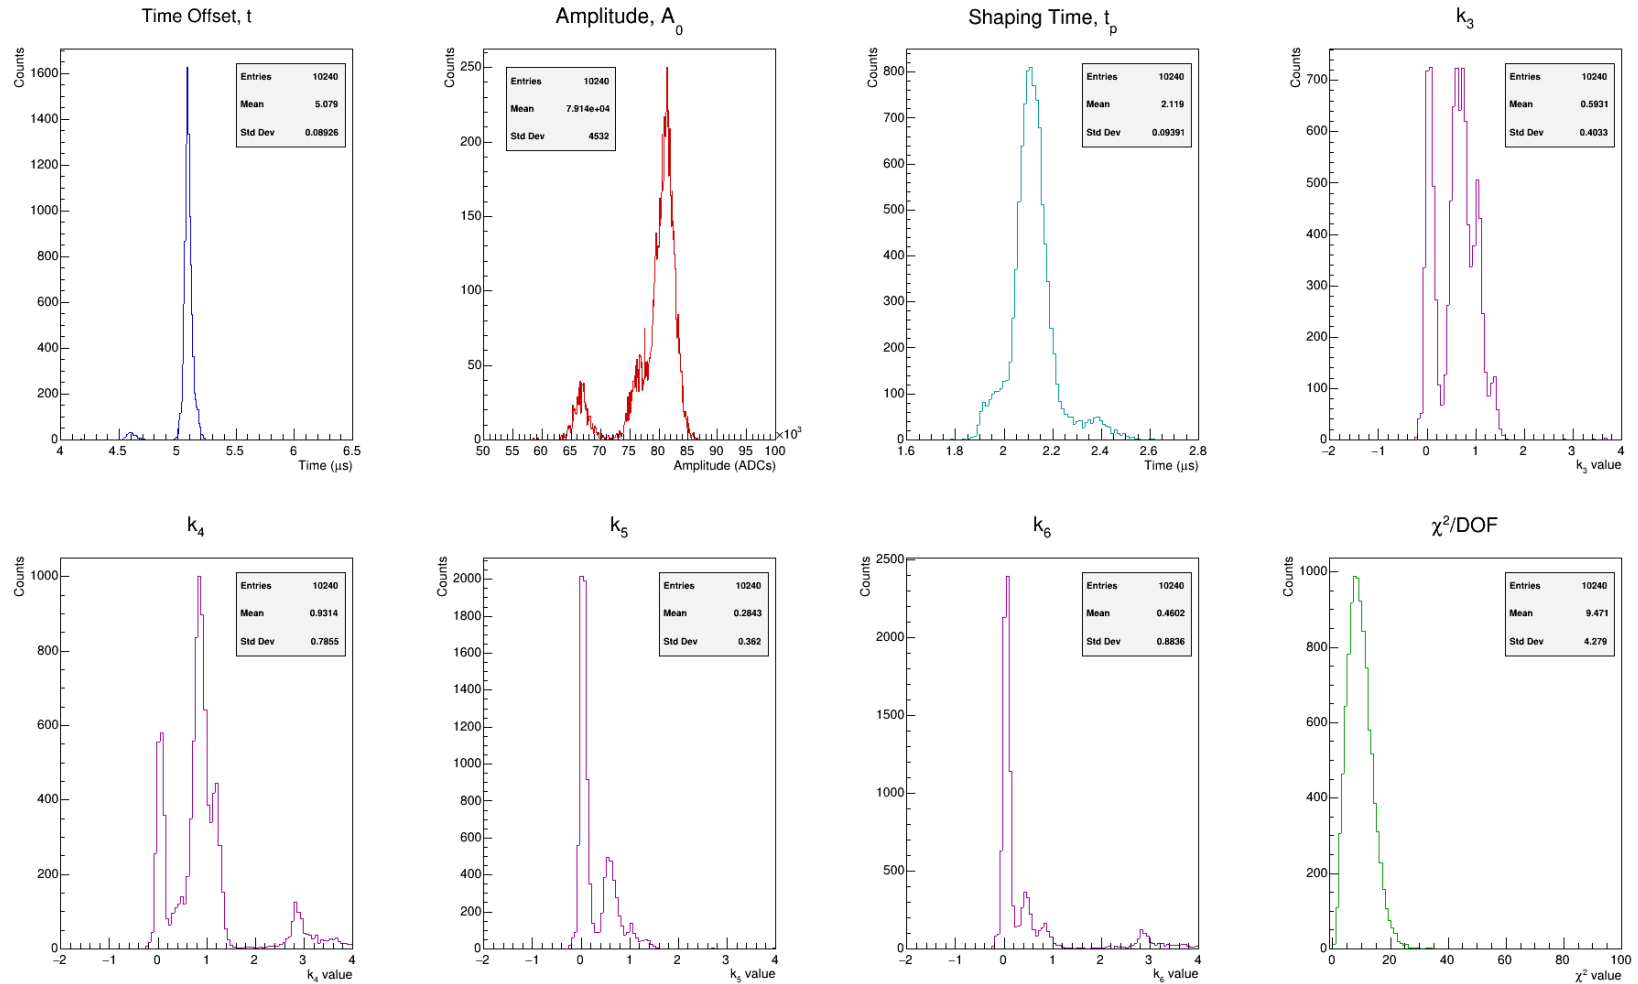 Time Offset, t
Counts
1600
1400
1200
1000
800
600
400
200
0
4 4.5 5 5.5 6 6.5
Time (μs)
Entries 10240
Mean 5.079
Std Dev 0.08926
Amplitude, A₀
Counts
250
200
150
100
50
0
50 55 60 65 70 75 80 85 90 95 100
×10³
Amplitude (ADCs)
Entries 10240
Mean 7.914e+04
Std Dev 4532
Shaping Time, tₚ
Counts
800
700
600
500
400
300
200
100
0
1.6 1.8 2 2.2 2.4 2.6 2.8
Time (μs)
Entries 10240
Mean 2.119
Std Dev 0.09391
k₃
Counts
700
600
500
400
300
200
100
0
−2 −1 0 1 2 3 4
k₃ value
Entries 10240
Mean 0.5931
Std Dev 0.4033
k₄
Counts
1000
800
600
400
200
0
−2 −1 0 1 2 3 4
k₄ value
Entries 10240
Mean 0.9314
Std Dev 0.7855
k₅
Counts
2000
1800
1600
1400
1200
1000
800
600
400
200
0
−2 −1 0 1 2 3 4
k₅ value
Entries 10240
Mean 0.2843
Std Dev 0.362
k₆
Counts
2500
2000
1500
1000
500
0
−2 −1 0 1 2 3 4
k₆ value
Entries 10240
Mean 0.4602
Std Dev 0.8836
χ²/DOF
Counts
1000
800
600
400
200
0
0 20 40 60 80 100
χ² value
Entries 10240
Mean 9.471
Std Dev 4.279